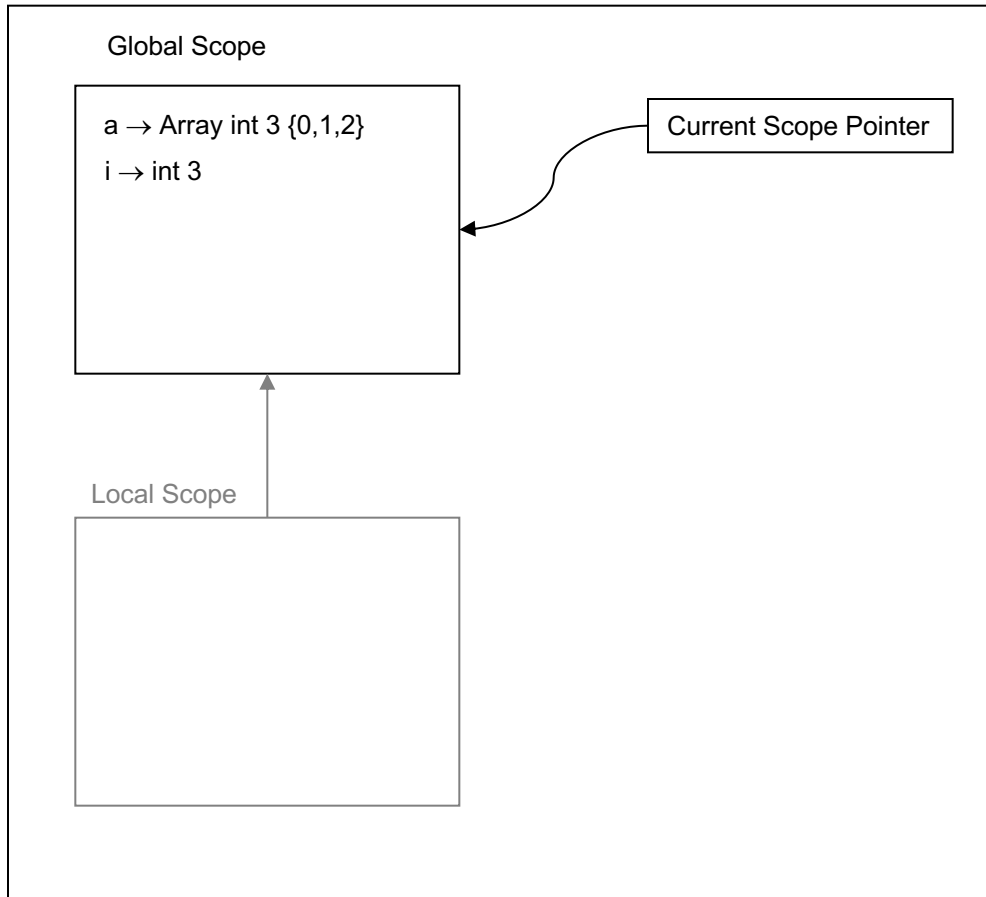 Global Scope
a → Array int 3 {0,1,2}
i → int 3
Current Scope Pointer
Local Scope